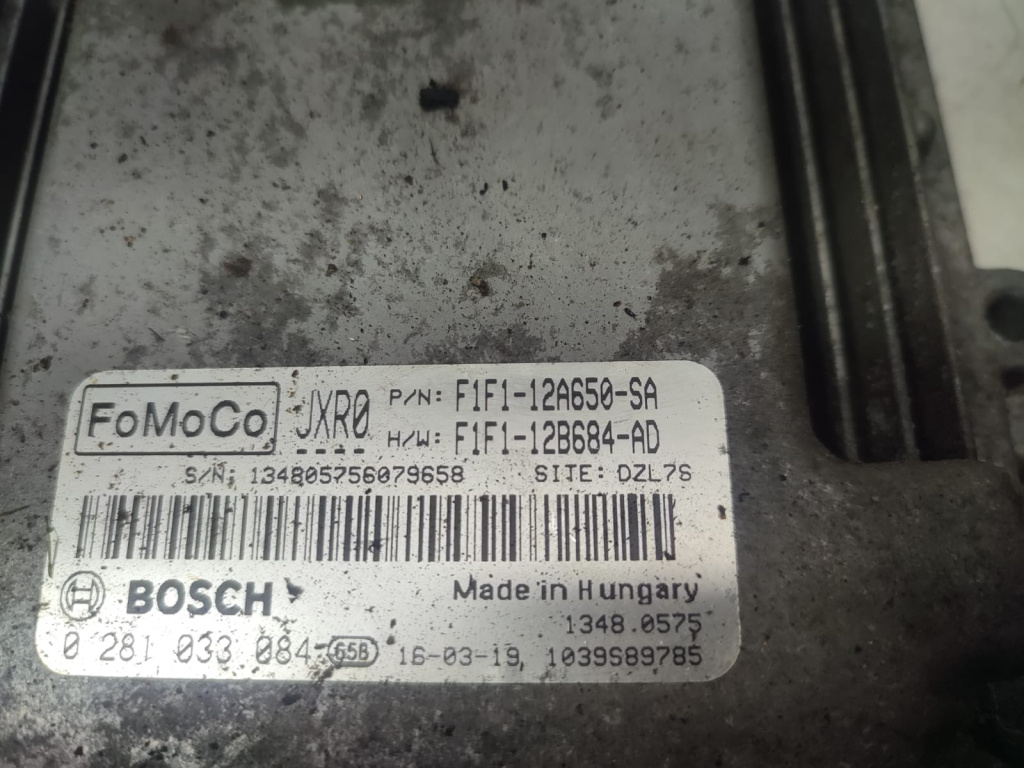 FoMoCo JXR0 P/N: F1F1-12A650-SA
H/W: F1F1-12B684-AD
S/N: 134805756079658 SITE: DZL7S
BOSCH Made in Hungary
1348.0575
0 281 033 084 658 16-03-19, 1039S89785